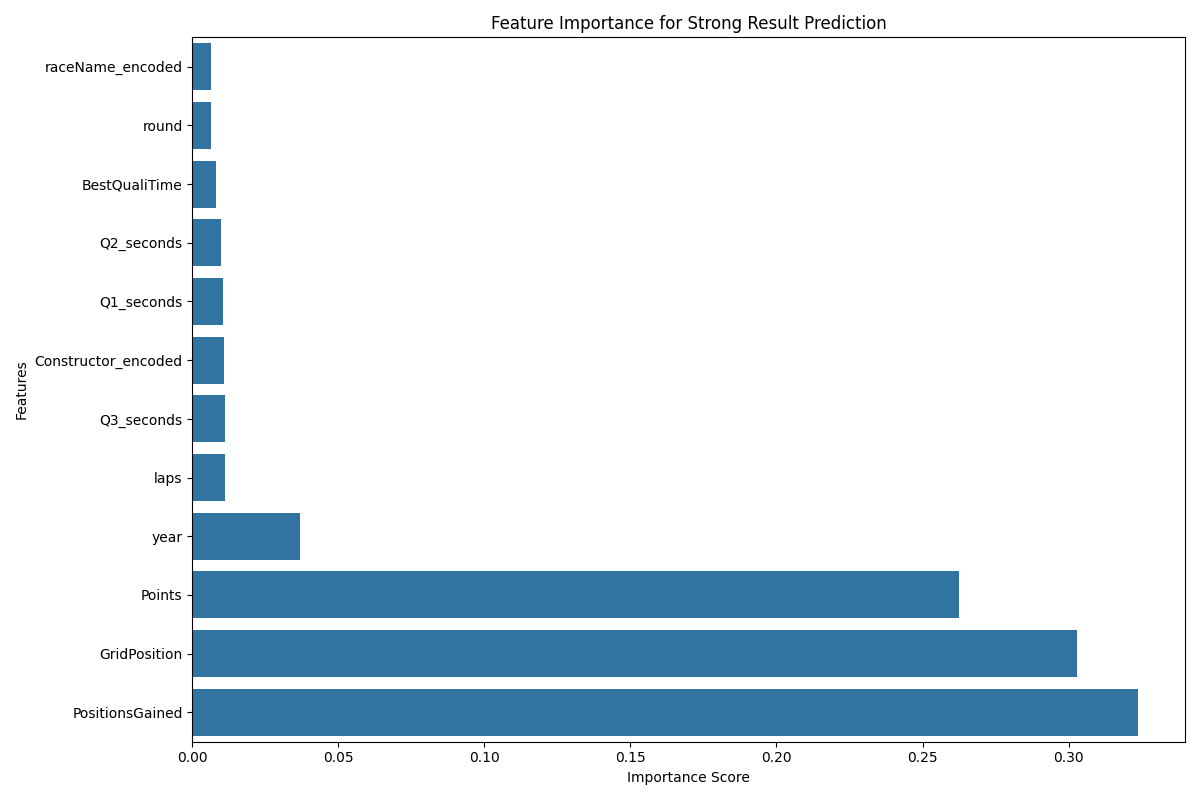 Feature Importance for Strong Result Prediction
raceName_encoded
round
BestQualiTime
Q2_seconds
Q1_seconds
Constructor_encoded
Q3_seconds
laps
year
Points
GridPosition
PositionsGained
Features
0.00 0.05 0.10 0.15 0.20 0.25 0.30
Importance Score